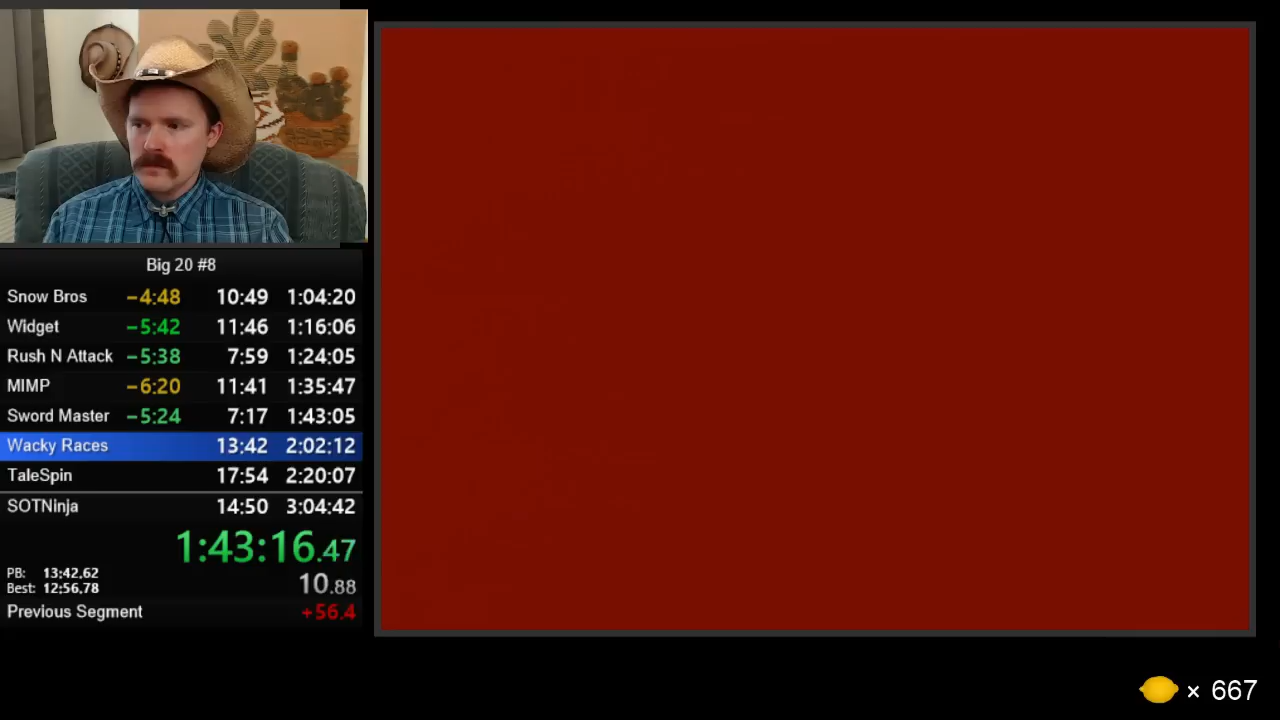 Big 20 #8
Snow Bros -4:48 10:49 1:04:20
Widget -5:42 11:46 1:16:06
Rush N Attack -5:38 7:59 1:24:05
MIMP -6:20 11:41 1:35:47
Sword Master -5:24 7:17 1:43:05
Wacky Races 13:42 2:02:12
TaleSpin 17:54 2:20:07
SOTNinja 14:50 3:04:42
1:43:16.47
PB: 13:42.62
Best: 12:56.78
10.88
Previous Segment +56.4
× 667